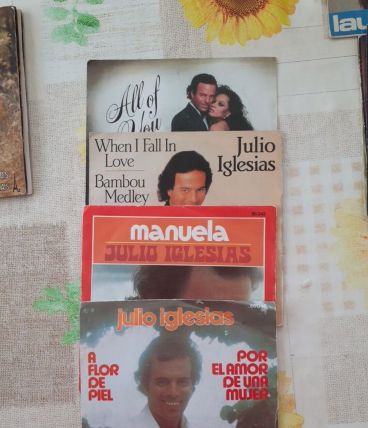 All of
You
When I Fall In
Love
Bambou
Medley
Julio
Iglesias
manuela
JULIO IGLESIAS
julio iglesias
A
FLOR
DE
PIEL
POR
EL AMOR
DE UNA
MUJER
lau